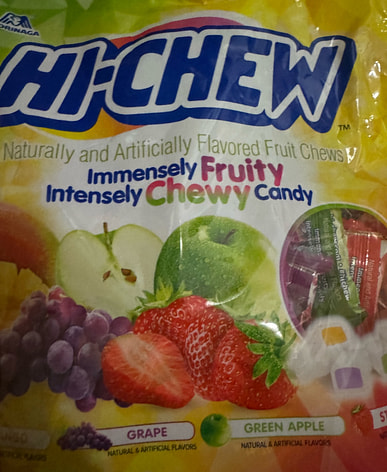 HI-CHEW
TM
Naturally and Artificially Flavored Fruit Chews
Immensely Fruity
Intensely Chewy Candy
GRAPE
NATURAL & ARTIFICIAL FLAVORS
GREEN APPLE
NATURAL & ARTIFICIAL FLAVORS